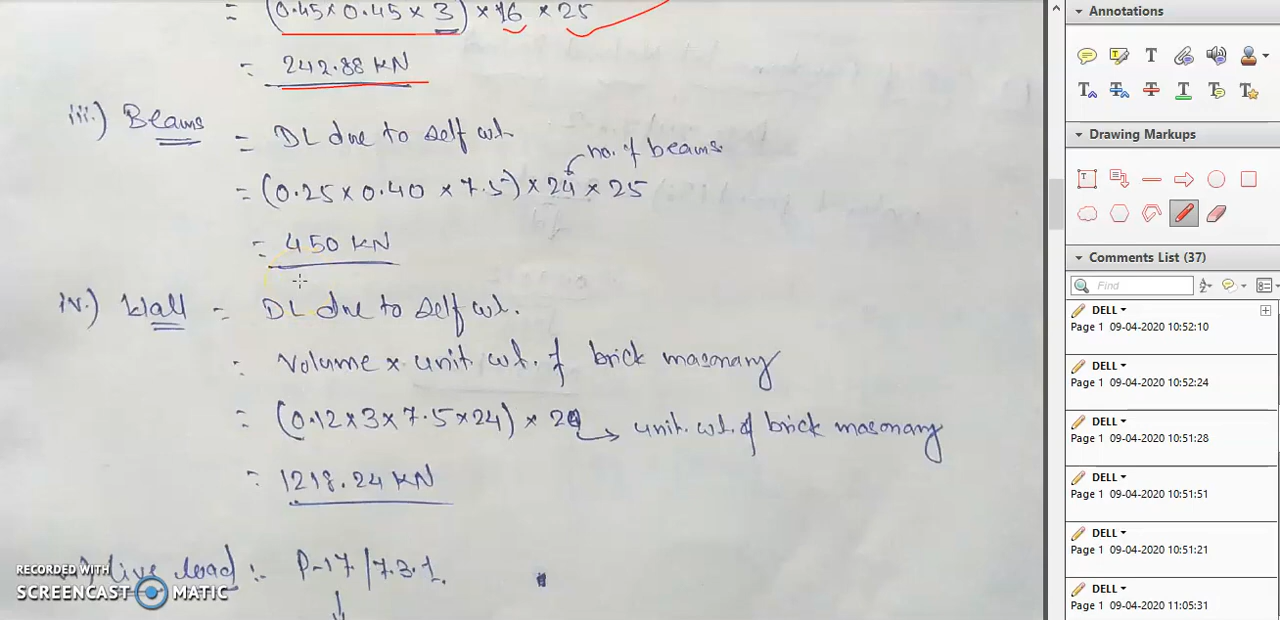 = (0.45 x 0.45 x 3) x 16 x 25
= 242.88 KN
iii.) Beams = DL due to self wt.
no. of beams
= (0.25 x 0.40 x 7.5) x 24 x 25
= 450 KN
iv.) Wall = DL due to self wt.
= Volume x unit wt. of brick masonary
= (0.12 x 3 x 7.5 x 24) x
unit. wt. of brick masonary
= 1218.24 KN
live load :- P-17 / 7.3.1.
RECORDED WITH
SCREENCAST MATIC
Annotations
Drawing Markups
Comments List (37)
Find
DELL
Page 1 09-04-2020 10:52:10
DELL
Page 1 09-04-2020 10:52:24
DELL
Page 1 09-04-2020 10:51:28
DELL
Page 1 09-04-2020 10:51:51
DELL
Page 1 09-04-2020 10:51:21
DELL
Page 1 09-04-2020 11:05:31